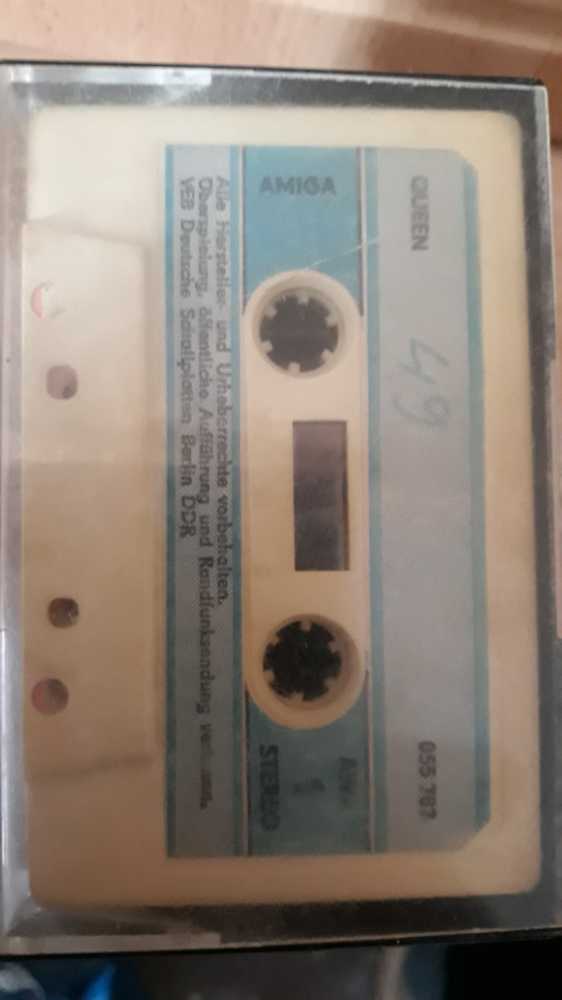 QUEEN
055 787
49
AMIGA
STEREO
Alle Hersteller- und Urheberrechte vorbehalten.
Überspielung, öffentliche Aufführung und Rundfunksendung
VEB Deutsche Schallplatten Berlin DDR